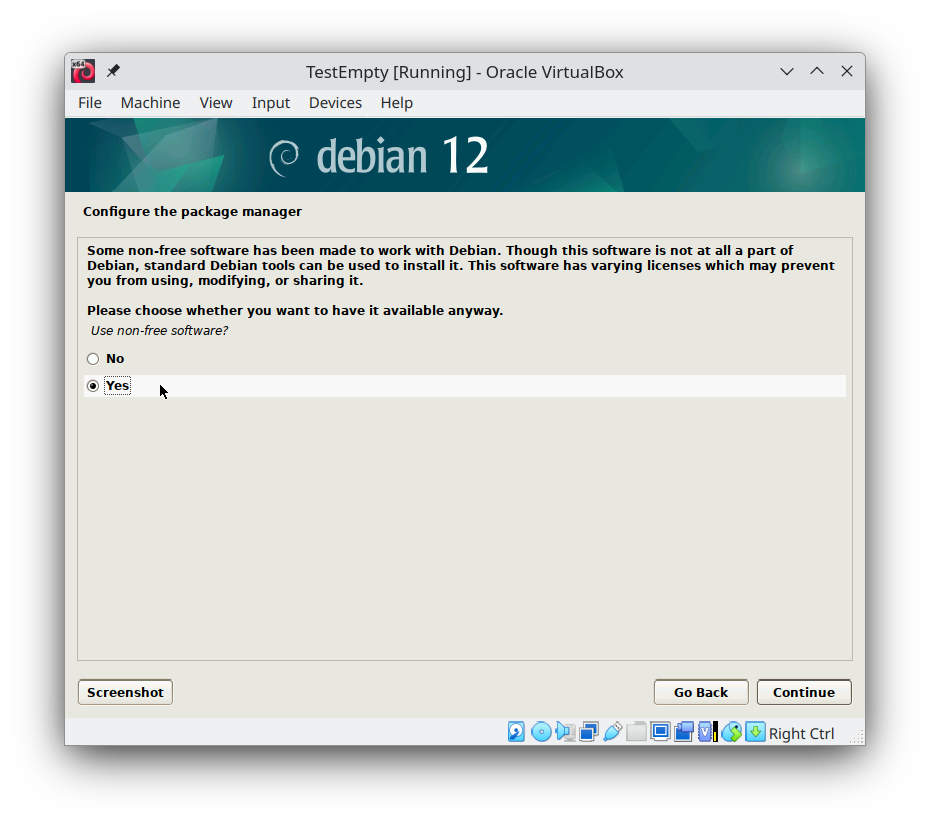 x64
TestEmpty [Running] - Oracle VirtualBox
File Machine View Input Devices Help
debian 12
Configure the package manager
Some non-free software has been made to work with Debian. Though this software is not at all a part of
Debian, standard Debian tools can be used to install it. This software has varying licenses which may prevent
you from using, modifying, or sharing it.
Please choose whether you want to have it available anyway.
Use non-free software?
No
Yes
Screenshot
Go Back
Continue
V
Right Ctrl